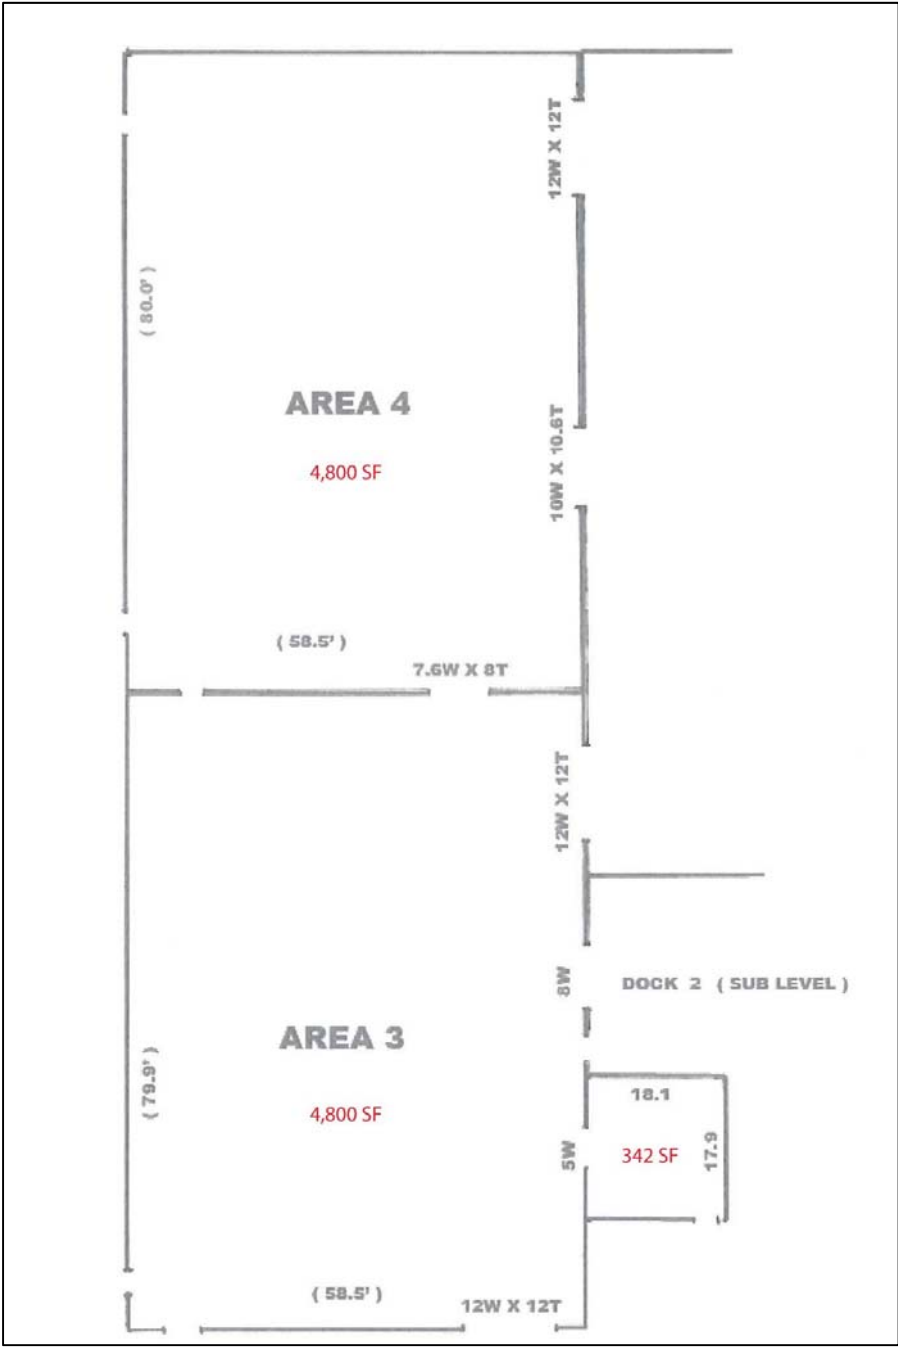 12W X 12T
( 80.0' )
AREA 4
10W X 10.6T
4,800 SF
( 58.5' )
7.6W X 8T
12W X 12T
8W
DOCK 2 ( SUB LEVEL )
AREA 3
( 79.9' )
18.1
4,800 SF
5W
342 SF
17.9
( 58.5' )
12W X 12T